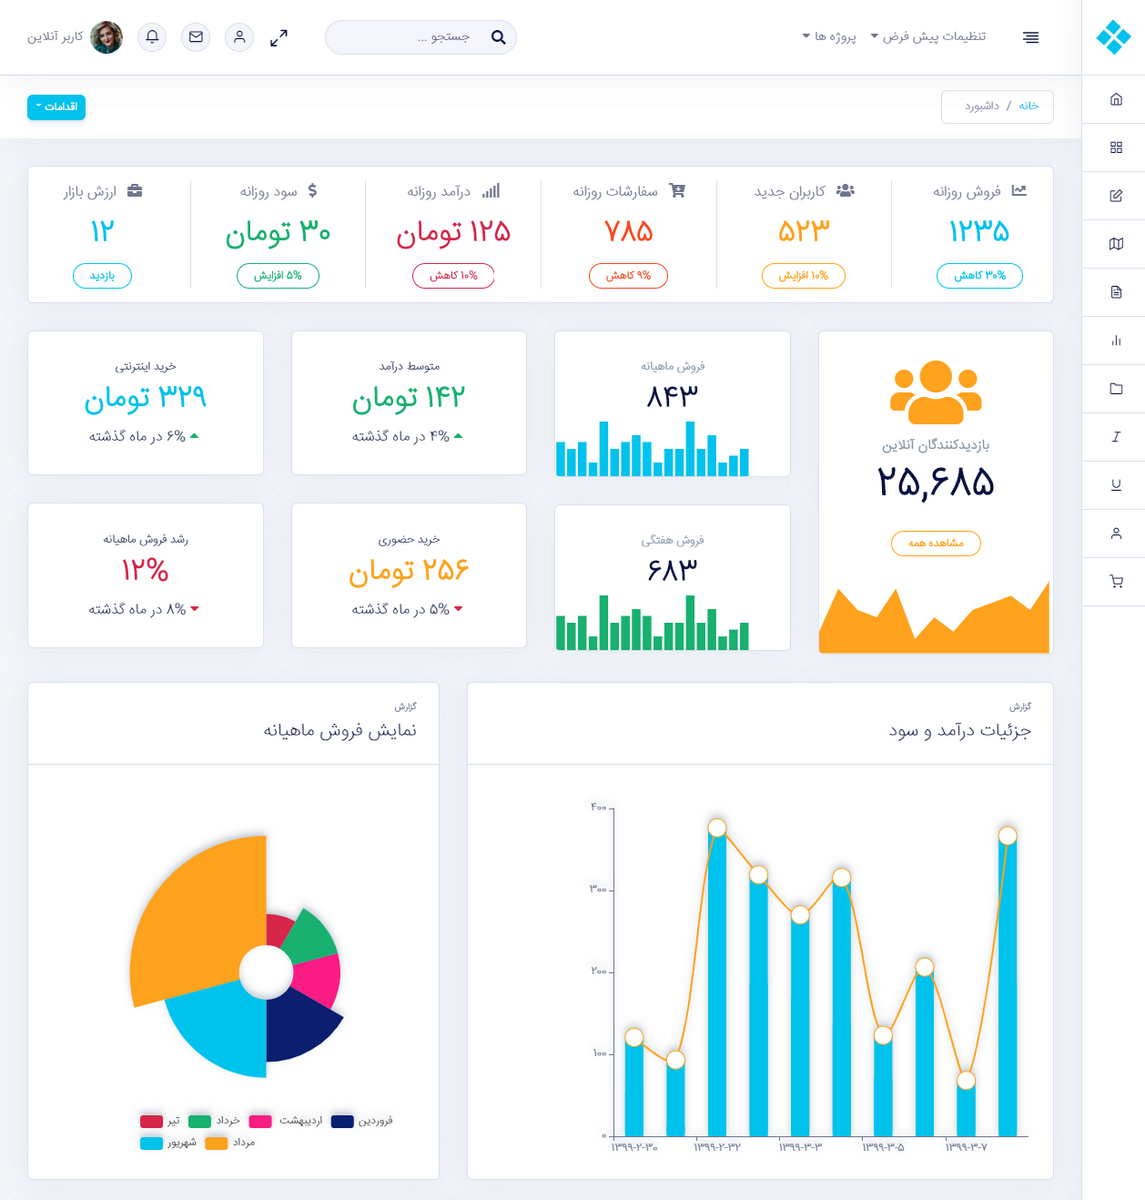 تنظیمات پیش فرض
پروژه ها
جستجو ...
کاربر آنلاین
خانه / داشبورد
اقدامات
فروش روزانه
۱۲۳۵
۳۰% کاهش
کاربران جدید
۵۲۳
۱۰% افزایش
سفارشات روزانه
۷۸۵
۹% کاهش
درآمد روزانه
۱۲۵ تومان
۱۰% کاهش
سود روزانه
۳۰ تومان
۵% افزایش
ارزش بازار
۱۲
بازدید
بازدیدکنندگان آنلاین
۲۵,۶۸۵
مشاهده همه
فروش ماهیانه
۸۴۳
فروش هفتگی
۶۸۳
متوسط درآمد
۱۴۲ تومان
۴% در ماه گذشته
خرید حضوری
۲۵۶ تومان
۵% در ماه گذشته
خرید اینترنتی
۳۲۹ تومان
۶% در ماه گذشته
رشد فروش ماهیانه
۱۲%
۸% در ماه گذشته
گزارش
جزئیات درآمد و سود
۴۰۰
۳۰۰
۲۰۰
۱۰۰
۰
۱۳۹۹-۲-۳۰
۱۳۹۹-۲-۳۲
۱۳۹۹-۳-۳
۱۳۹۹-۳-۵
۱۳۹۹-۳-۷
گزارش
نمایش فروش ماهیانه
فروردین
اردیبهشت
خرداد
تیر
مرداد
شهریور